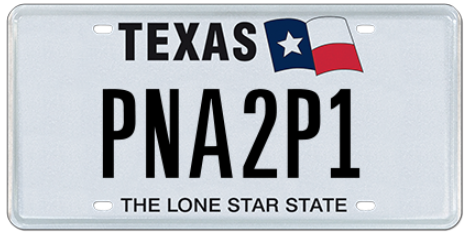 TEXAS
PNA2P1
THE LONE STAR STATE